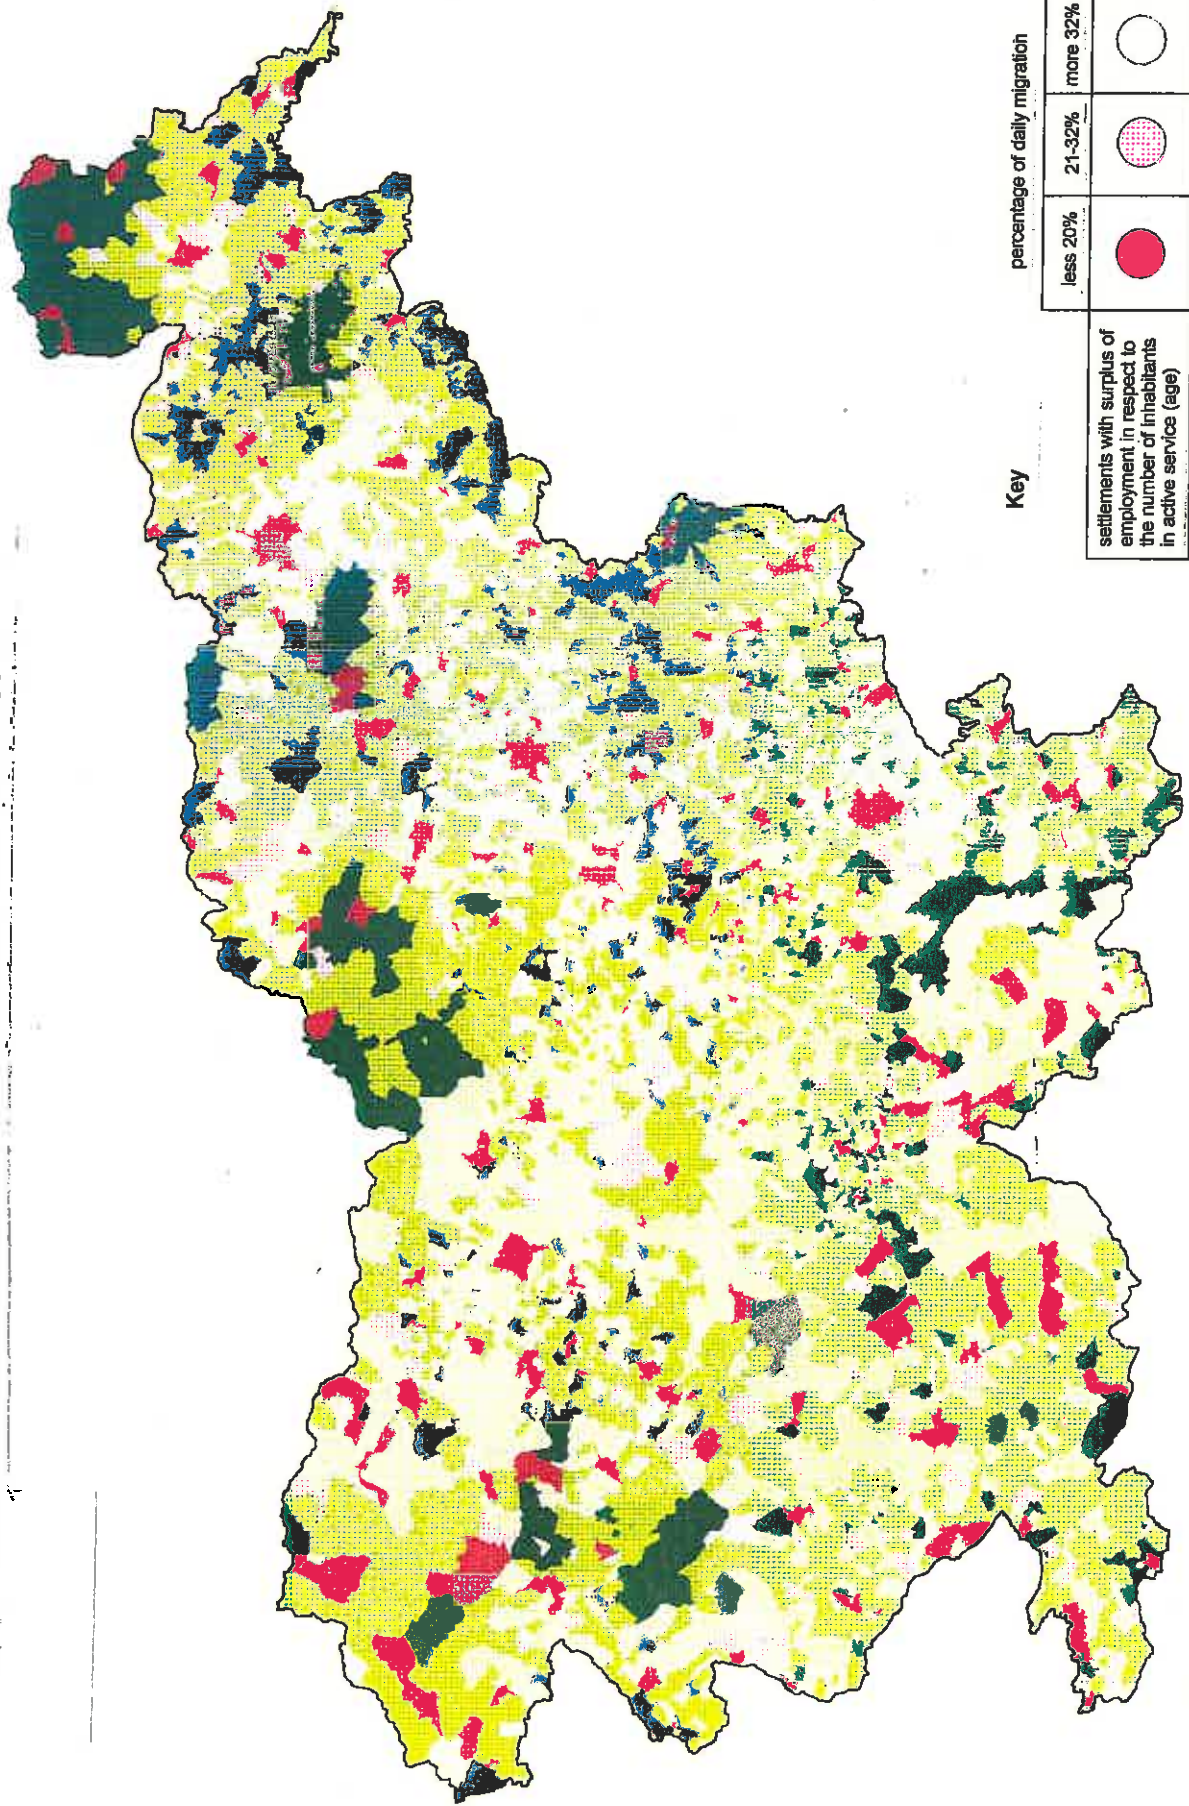 Key
percentage of daily migration
less 20%
21-32%
more 32%
settlements with surplus of
employment in respect to
the number of inhabitants
in active service (age)